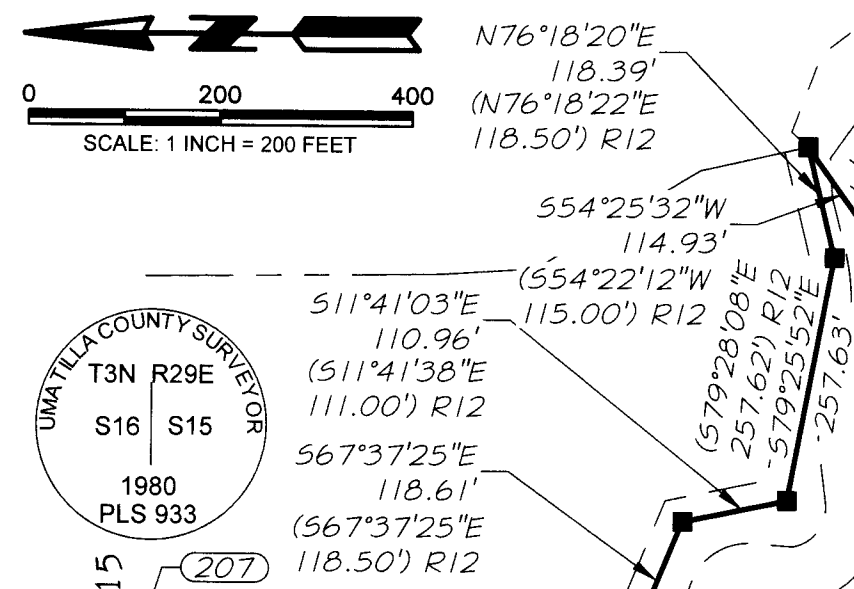 0 200 400
SCALE: 1 INCH = 200 FEET
N76°18'20"E
118.39'
(N76°18'22"E
118.50') R12
S54°25'32"W
114.93'
(S54°22'12"W
115.00') R12
S11°41'03"E
110.96'
(S11°41'38"E
111.00') R12
S67°37'25"E
118.61'
(S67°37'25"E
118.50') R12
(S79°28'08"E
257.62') R12
S79°25'52"E
257.63'
UMATILLA COUNTY SURVEYOR
T3N R29E
S16 S15
1980
PLS 933
15
207